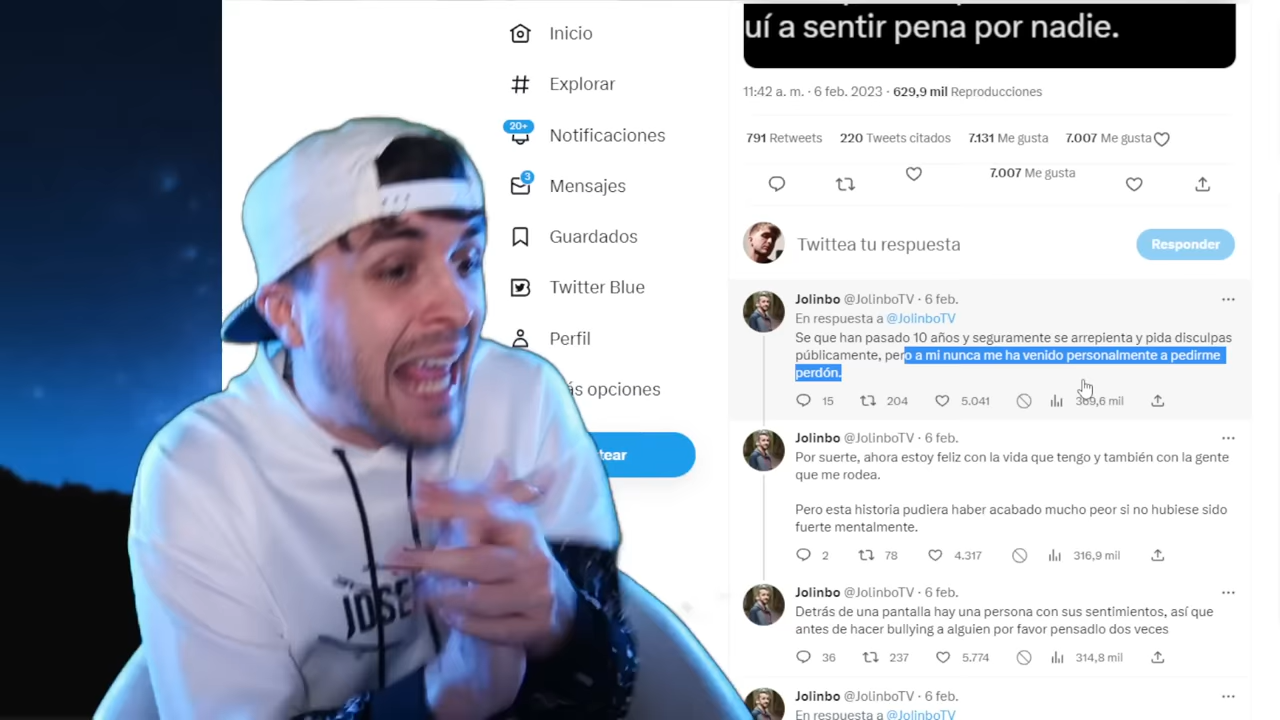 uí a sentir pena por nadie.
11:42 a. m. · 6 feb. 2023 · 629,9 mil Reproducciones
791 Retweets 220 Tweets citados 7.131 Me gusta 7.007 Me gusta
7.007 Me gusta
Twittea tu respuesta
Responder
Inicio
Explorar
20+
Notificaciones
3
Mensajes
Guardados
Twitter Blue
Perfil
ás opciones
tear
Jolinbo @JolinboTV · 6 feb.
En respuesta a @JolinboTV
Se que han pasado 10 años y seguramente se arrepienta y pida disculpas
públicamente, pero a mi nunca me ha venido personalmente a pedirme
perdón.
15 204 5.041 369,6 mil
Jolinbo @JolinboTV · 6 feb.
Por suerte, ahora estoy feliz con la vida que tengo y también con la gente
que me rodea.
Pero esta historia pudiera haber acabado mucho peor si no hubiese sido
fuerte mentalmente.
2 78 4.317 316,9 mil
Jolinbo @JolinboTV · 6 feb.
Detrás de una pantalla hay una persona con sus sentimientos, así que
antes de hacer bullying a alguien por favor pensadlo dos veces
36 237 5.774 314,8 mil
Jolinbo @JolinboTV · 6 feb.
En respuesta a @JolinboTV
JOSE